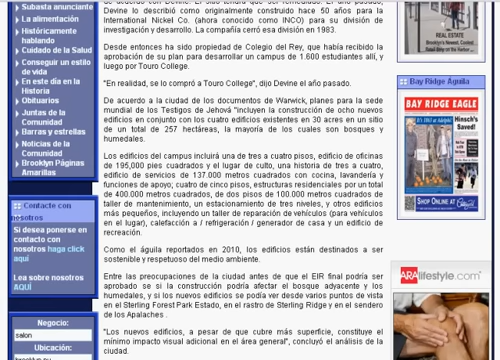 Subasta anunciante
La alimentación
Históricamente
hablando
Cuidado de la Salud
Conseguir un estilo
de vida
En este día en la
Historia
Obituarios
Juntas de la
Comunidad
Barras y estrellas
Noticias de la
Comunidad
Brooklyn Páginas
Amarillas
Contacte con
nosotros
Si desea ponerse en
contacto con
nosotros haga click
aquí
Lea sobre nosotros
AQUÍ
Negocio:
salon
Ubicación:
Devine lo describo como originalmente construido hace 50 años para la
International Nickel Co. (ahora conocido como INCO) para su división de
investigación y desarrollo. La compañía cerró esa división en 1983.
Desde entonces ha sido propiedad de Colegio del Rey, que había recibido la
aprobación de su plan para desarrollar un campus de 1.600 estudiantes allí, y
luego por Touro College.
"En realidad, se lo compró a Touro College", dijo Devine el año pasado.
De acuerdo a la ciudad de los documentos de Warwick, planes para la sede
mundial de los Testigos de Jehová "incluyen la construcción de ocho nuevos
edificios en conjunto con los cuatro edificios existentes en 30 acres en un sitio
de un total de 257 hectáreas, la mayoría de los cuales son bosques y
humedales.
Los edificios del campus incluirá una de tres a cuatro pisos, edificio de oficinas
de 195,000 pies cuadrados y el lugar de culto, una historia de tres a cuatro,
edificio de servicios de 137.000 metros cuadrados con cocina, lavandería y
funciones de apoyo; cuatro de cinco pisos, estructuras residenciales por un total
de 400.000 metros cuadrados, de dos pisos de 100.000 metros cuadrados de
taller de mantenimiento, un estacionamiento de tres niveles, y otros edificios
más pequeños, incluyendo un taller de reparación de vehículos (para vehículos
en el lugar), calefacción a / refrigeración / generador de casa y un edificio de
recreación.
Como el águila reportados en 2010, los edificios están destinados a ser
sostenible y respetuoso del medio ambiente.
Entre las preocupaciones de la ciudad antes de que el EIR final podría ser
aprobado se si la construcción podría afectar el bosque adyacente y los
humedales, y si los nuevos edificios se podía ver desde varios puntos de vista
en el Sterling Forest Park Estado, en el rastro de Sterling Ridge y en el sendero
de los Apalaches .
"Los nuevos edificios, a pesar de que cubre más superficie, constituye el
mínimo impacto visual adicional en el área general", concluyó el análisis de la
ciudad.
REAL ESTATE
Bay Ridge Águila
BAY RIDGE EAGLE
Hinsch's
Saved!
SHOP ONLINE at
ARAlifestyle.com